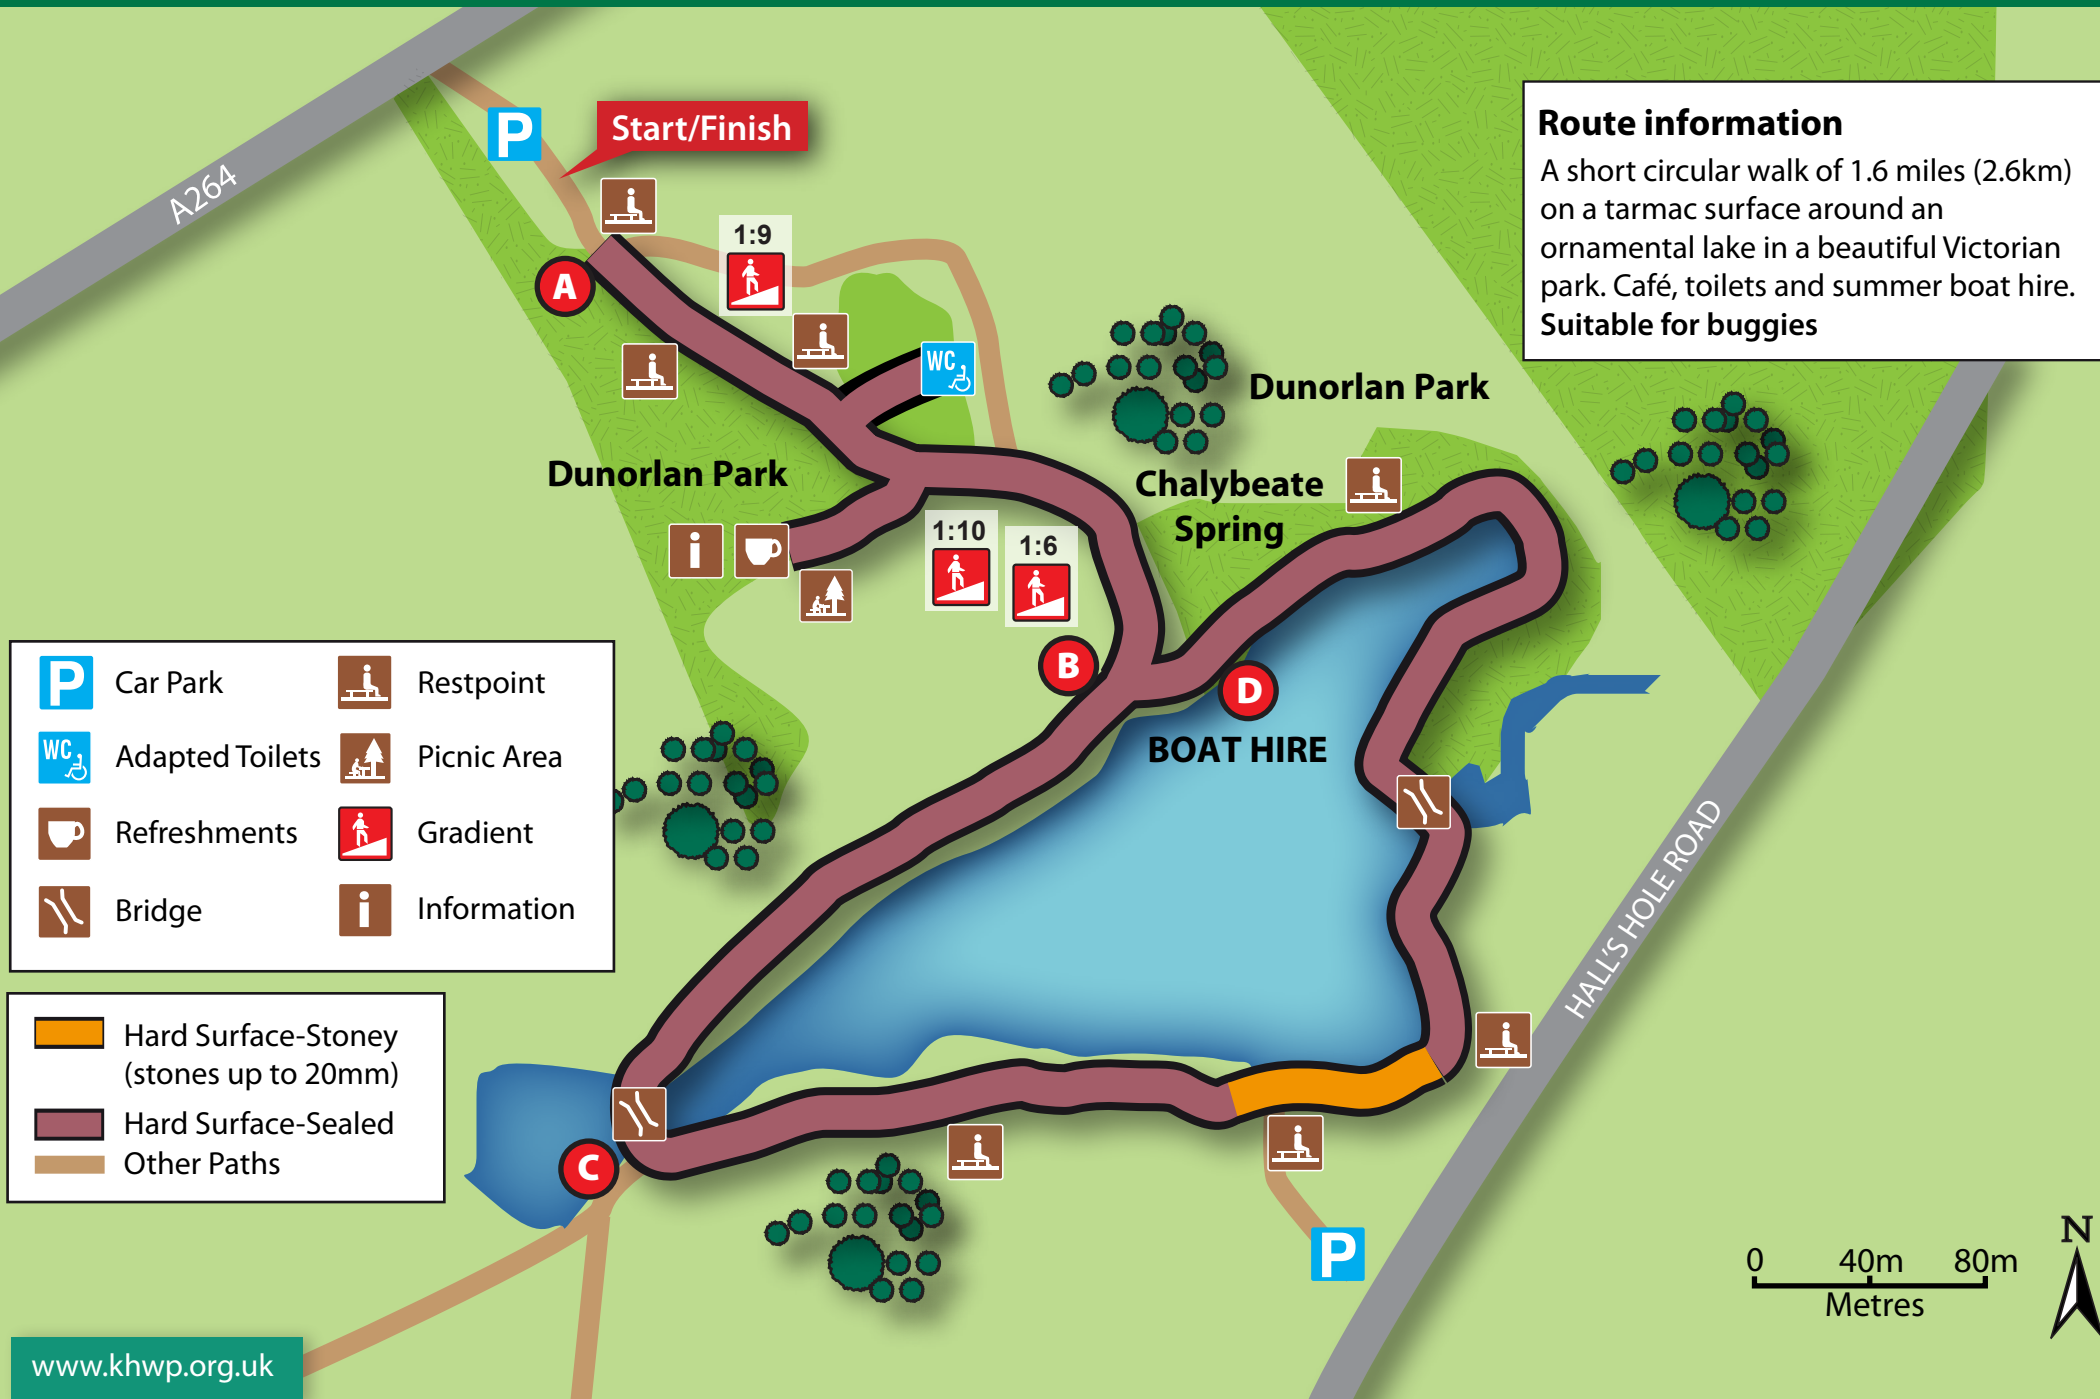 A264
P
Start/Finish
Route information
A short circular walk of 1.6 miles (2.6km)
on a tarmac surface around an
ornamental lake in a beautiful Victorian
park. Café, toilets and summer boat hire.
Suitable for buggies
1:9
A
WC
Dunorlan Park
Dunorlan Park
Chalybeate
Spring
i
1:10
1:6
B
D
BOAT HIRE
P
Car Park
Restpoint
WC
Adapted Toilets
Picnic Area
Refreshments
Gradient
Bridge
i
Information
HALL'S HOLE ROAD
Hard Surface-Stoney
(stones up to 20mm)
Hard Surface-Sealed
Other Paths
C
P
N
0 40m 80m
Metres
www.khwp.org.uk